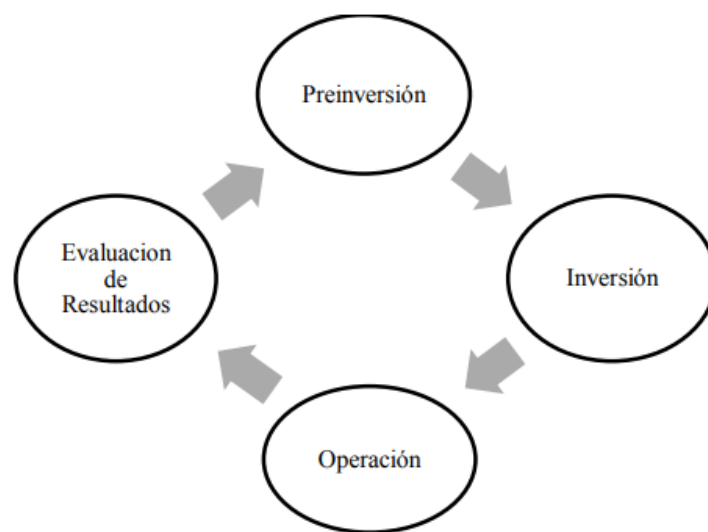 Preinversión
Inversión
Operación
Evaluacion
de
Resultados